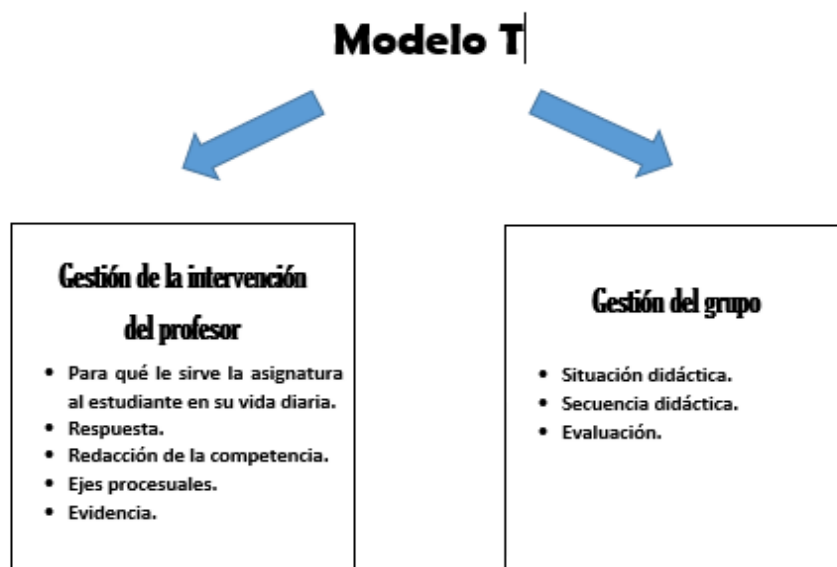 Modelo T
Gestión de la intervención
del profesor
• Para qué le sirve la asignatura
al estudiante en su vida diaria.
• Respuesta.
• Redacción de la competencia.
• Ejes procesuales.
• Evidencia.
Gestión del grupo
• Situación didáctica.
• Secuencia didáctica.
• Evaluación.